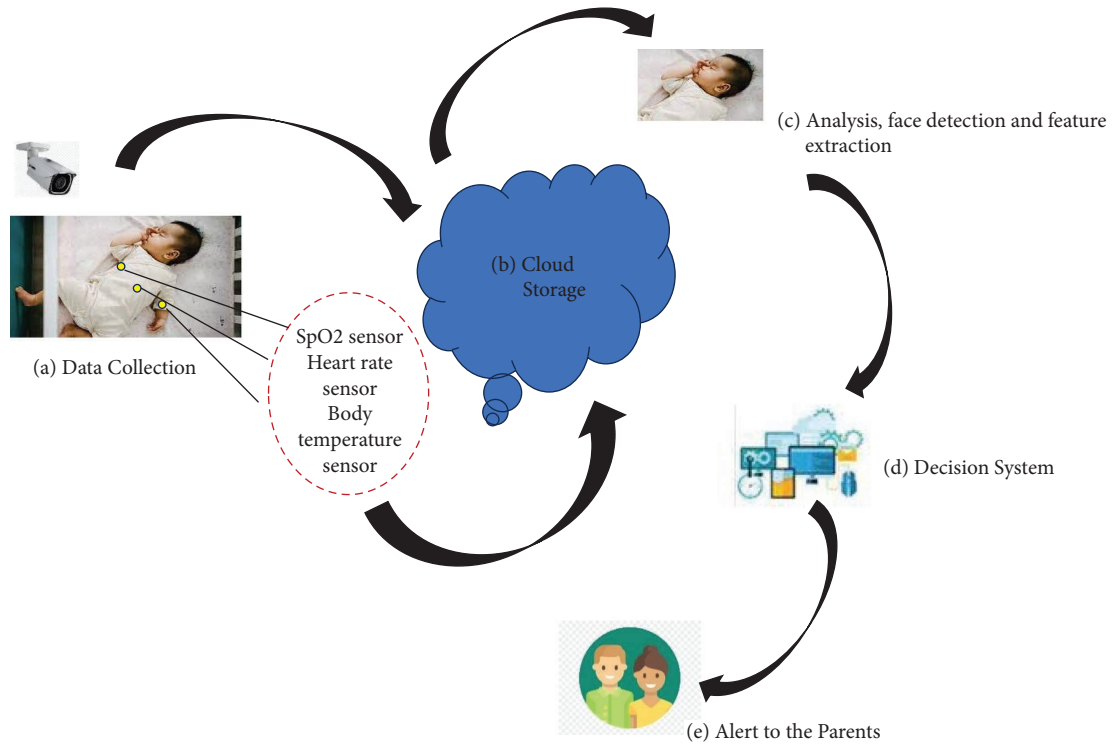 (a) Data Collection
SpO2 sensor
Heart rate
sensor
Body
temperature
sensor
(b) Cloud
Storage
(c) Analysis, face detection and feature
extraction
(d) Decision System
(e) Alert to the Parents